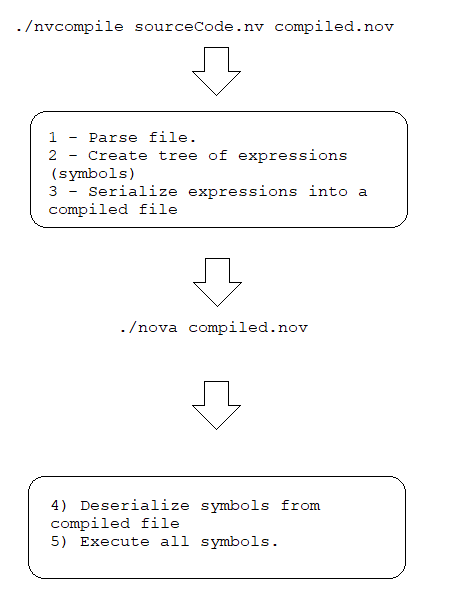 ./nvcompile sourceCode.nv compiled.nov
1 - Parse file.
2 - Create tree of expressions
(symbols)
3 - Serialize expressions into a
compiled file
./nova compiled.nov
4) Deserialize symbols from
compiled file
5) Execute all symbols.